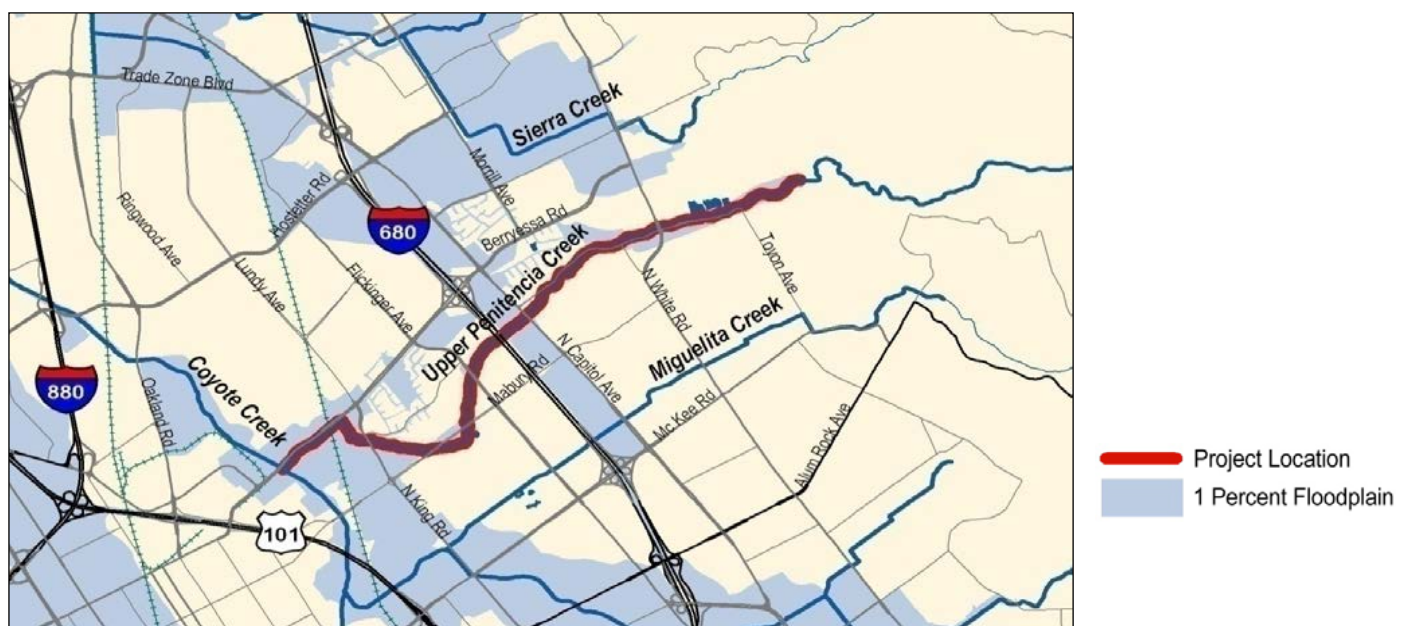 Trade Zone Blvd
Sierra Creek
Morrill Ave
Hostetter Rd
Ringwood Ave
680
Berryessa Rd
Lundy Ave
Flickinger Ave
Upper Penitencia Creek
Toyon Ave
N White Rd
Miguelita Creek
N Capitol Ave
Mabury Rd
Coyote Creek
880
Oakland Rd
Mc Kee Rd
Alum Rock Ave
N King Rd
101
Project Location
1 Percent Floodplain